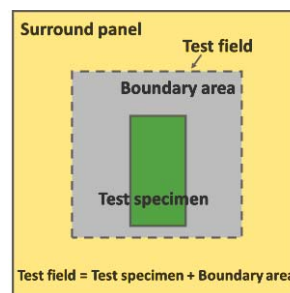 Surround panel
Test field
Boundary area
Test specimen
Test field = Test specimen + Boundary area